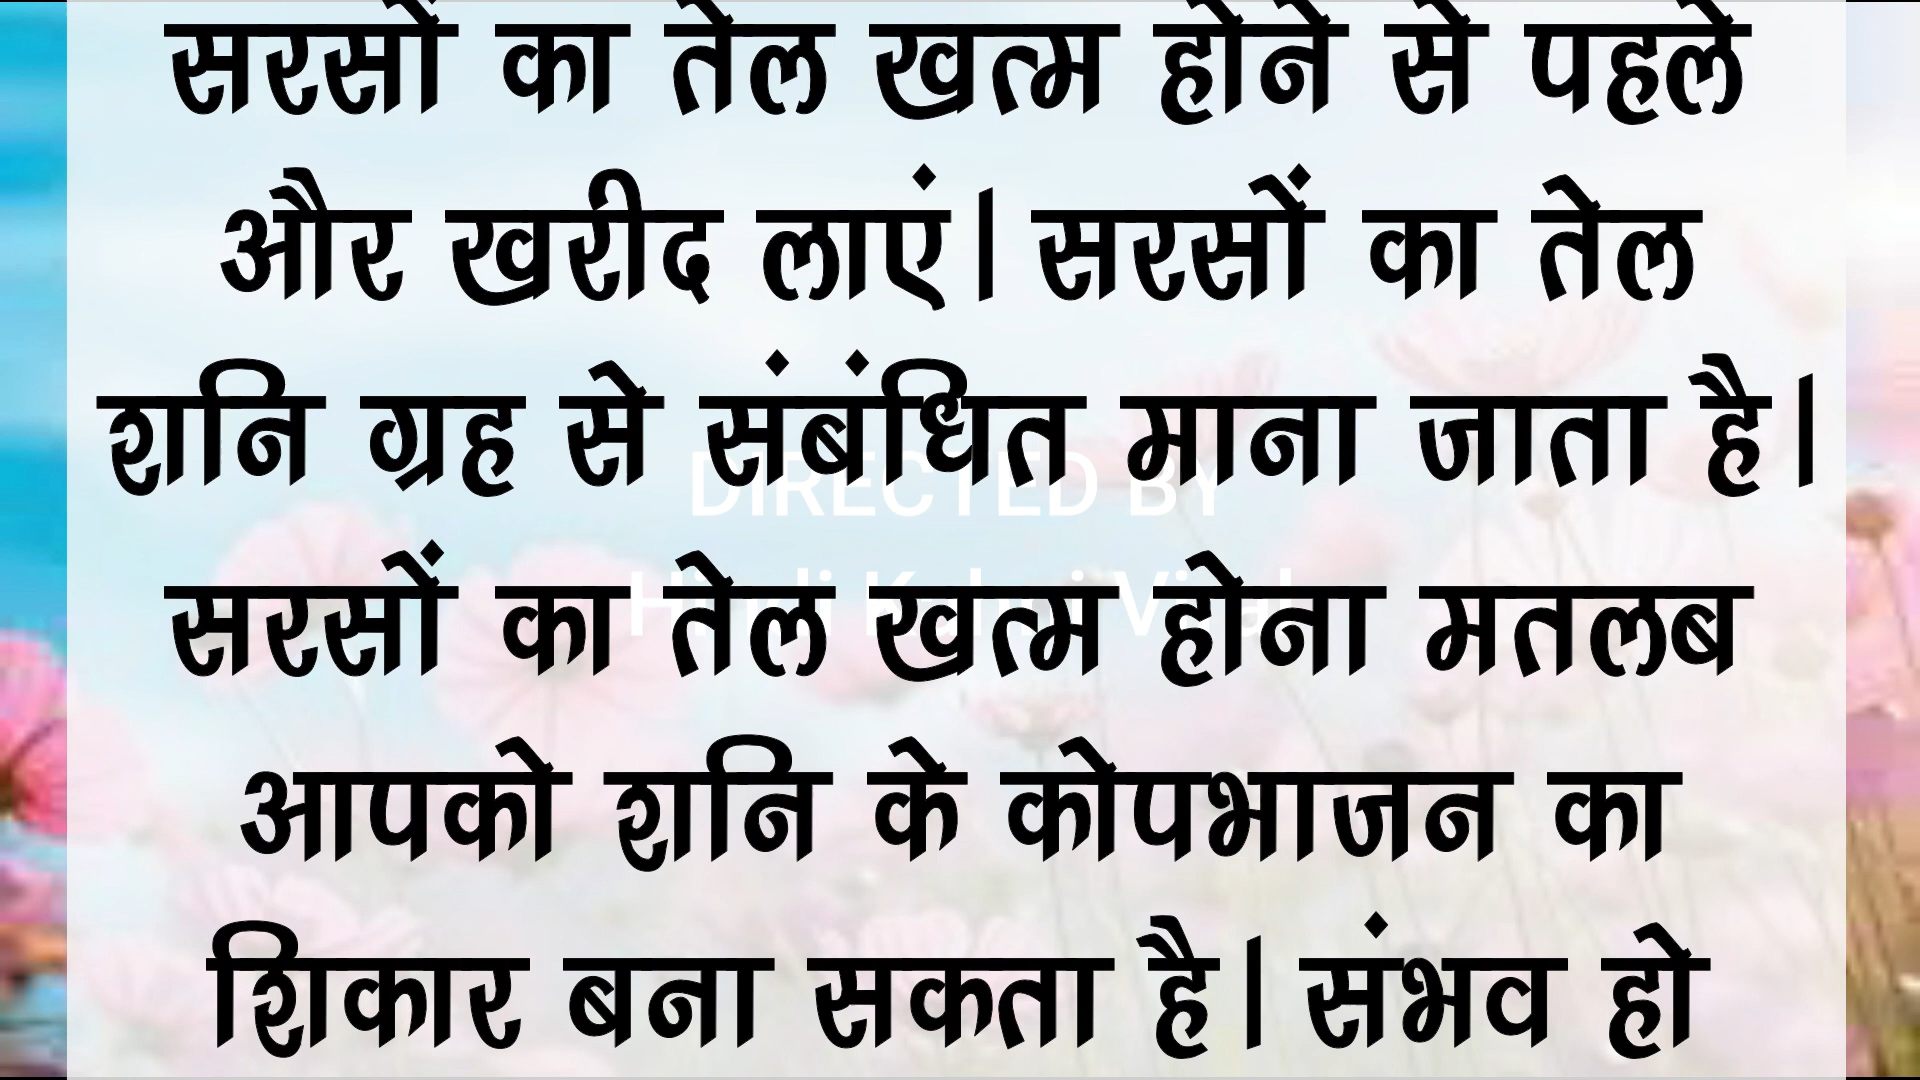 सरसों का तेल खत्म होने से पहले
और खरीद लाएं। सरसों का तेल
शनि ग्रह से संबंधित माना जाता है।
DIRECTED BY
सरसों का तेल खत्म होना मतलब
आपको शनि के कोपभाजन का
शिकार बना सकता है। संभव हो